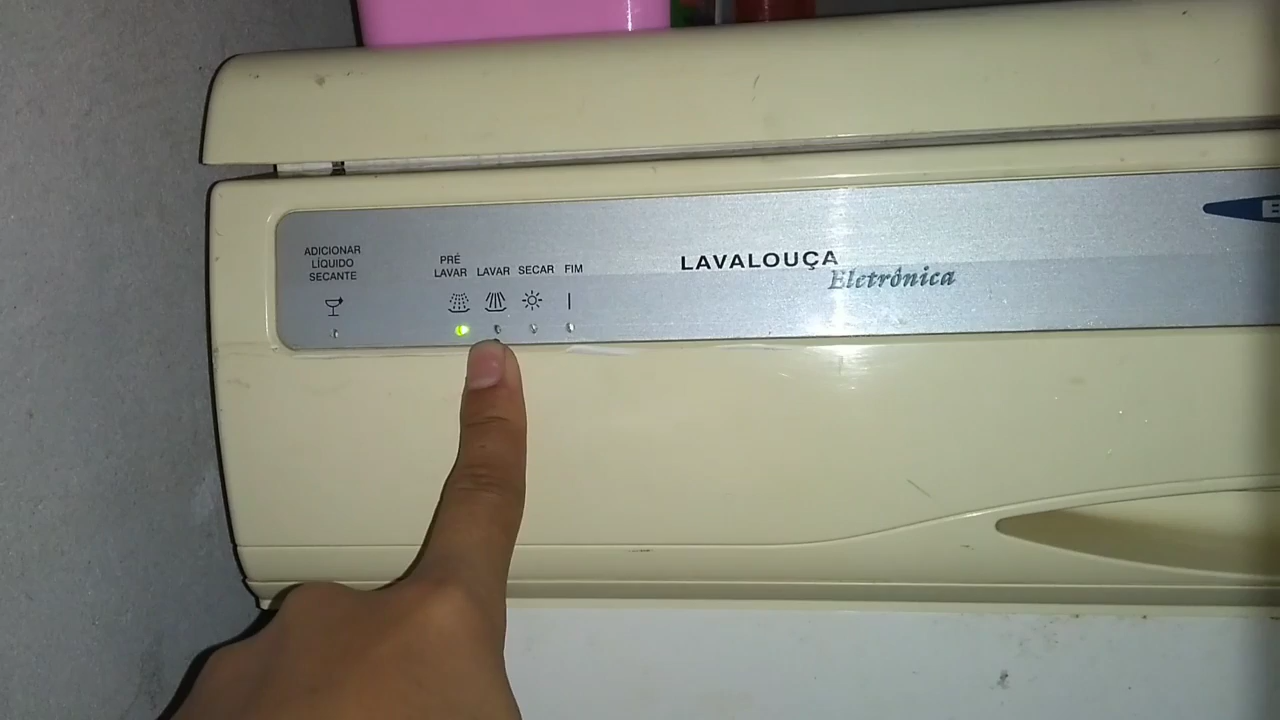 ADICIONAR
LÍQUIDO
SECANTE
PRÉ
LAVAR
LAVAR
SECAR
FIM
LAVALOUÇA
Eletrônica